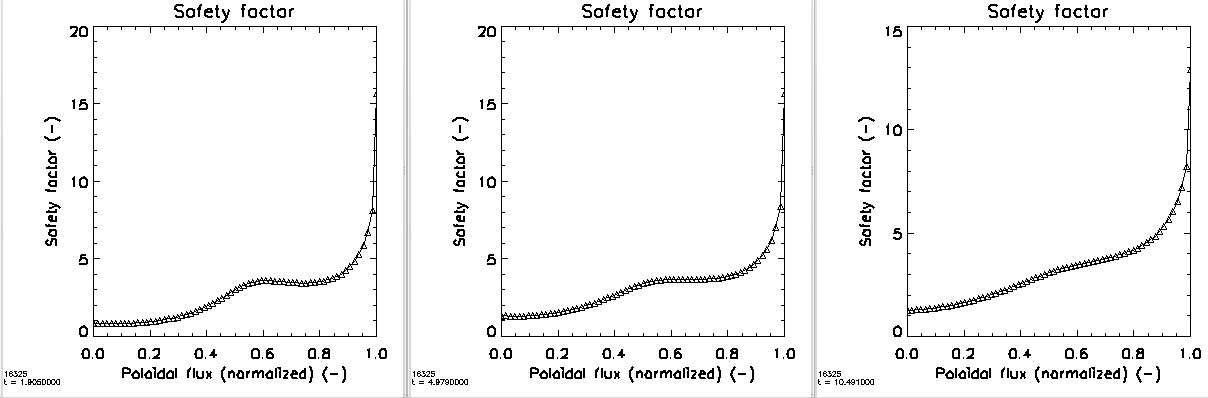 Safety factor
20
15
10
5
0
Safety factor (-)
0.0 0.2 0.4 0.6 0.8 1.0
Poloidal flux (normalized) (-)
16325
t = 1.9050000
Safety factor
20
15
10
5
0
Safety factor (-)
0.0 0.2 0.4 0.6 0.8 1.0
Poloidal flux (normalized) (-)
16325
t = 4.9790000
Safety factor
15
10
5
0
Safety factor (-)
0.0 0.2 0.4 0.6 0.8 1.0
Poloidal flux (normalized) (-)
16325
t = 10.491000